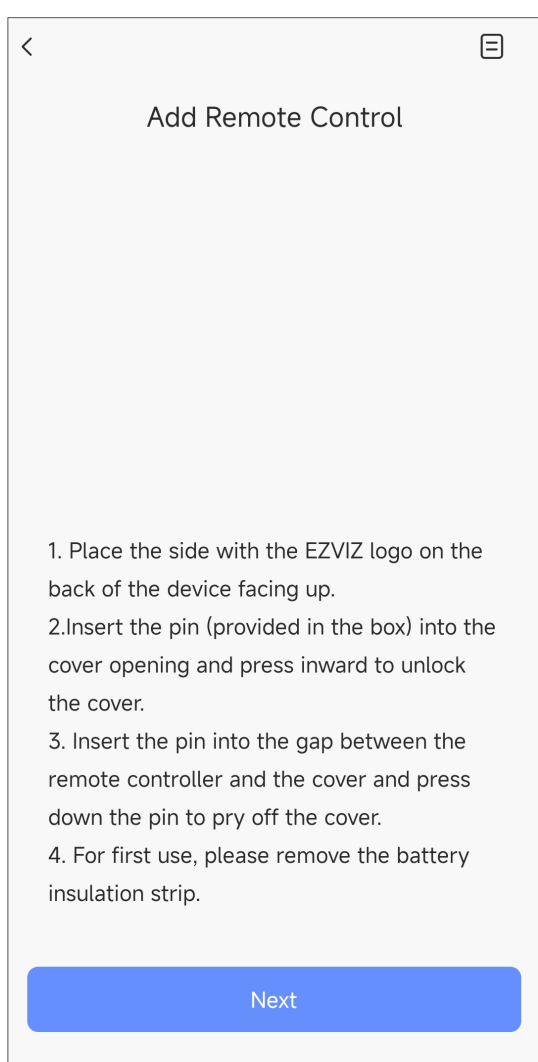 Add Remote Control
1. Place the side with the EZVIZ logo on the
back of the device facing up.
2.Insert the pin (provided in the box) into the
cover opening and press inward to unlock
the cover.
3. Insert the pin into the gap between the
remote controller and the cover and press
down the pin to pry off the cover.
4. For first use, please remove the battery
insulation strip.
Next